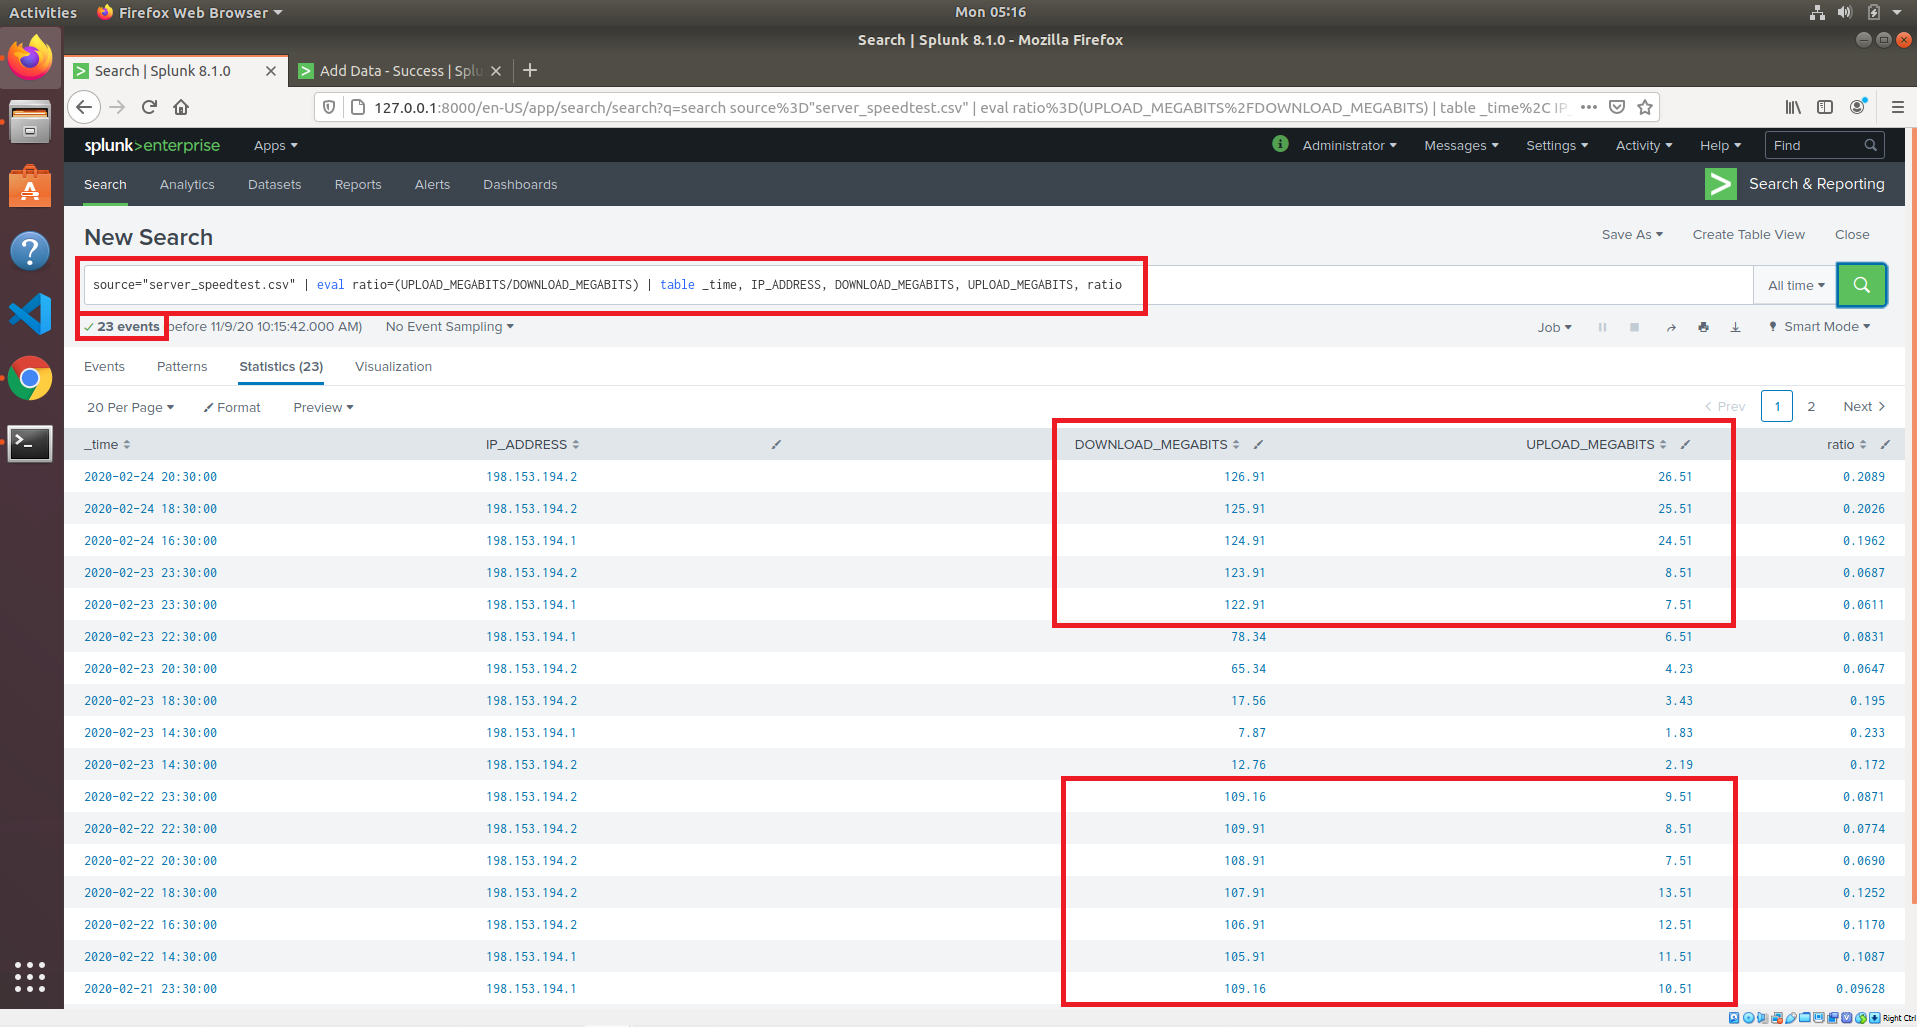 Activities Firefox Web Browser Mon 05:16
Search | Splunk 8.1.0 - Mozilla Firefox
Search | Splunk 8.1.0 Add Data - Success | Splu
127.0.0.1:8000/en-US/app/search/search?q=search source%3D"server_speedtest.csv" | eval ratio%3D(UPLOAD_MEGABITS%2FDOWNLOAD_MEGABITS) | table _time%2C IP_
splunk>enterprise Apps Administrator Messages Settings Activity Help Find
Search Analytics Datasets Reports Alerts Dashboards Search & Reporting
New Search Save As Create Table View Close
source="server_speedtest.csv" | eval ratio=(UPLOAD_MEGABITS/DOWNLOAD_MEGABITS) | table _time, IP_ADDRESS, DOWNLOAD_MEGABITS, UPLOAD_MEGABITS, ratio All time
23 events before 11/9/20 10:15:42.000 AM) No Event Sampling Job Smart Mode
Events Patterns Statistics (23) Visualization
20 Per Page Format Preview Prev 1 2 Next
_time IP_ADDRESS DOWNLOAD_MEGABITS UPLOAD_MEGABITS ratio
2020-02-24 20:30:00 198.153.194.2 126.91 26.51 0.2089
2020-02-24 18:30:00 198.153.194.2 125.91 25.51 0.2026
2020-02-24 16:30:00 198.153.194.1 124.91 24.51 0.1962
2020-02-23 23:30:00 198.153.194.2 123.91 8.51 0.0687
2020-02-23 23:30:00 198.153.194.1 122.91 7.51 0.0611
2020-02-23 22:30:00 198.153.194.1 78.34 6.51 0.0831
2020-02-23 20:30:00 198.153.194.2 65.34 4.23 0.0647
2020-02-23 18:30:00 198.153.194.2 17.56 3.43 0.195
2020-02-23 14:30:00 198.153.194.1 7.87 1.83 0.233
2020-02-23 14:30:00 198.153.194.2 12.76 2.19 0.172
2020-02-22 23:30:00 198.153.194.2 109.16 9.51 0.0871
2020-02-22 22:30:00 198.153.194.2 109.91 8.51 0.0774
2020-02-22 20:30:00 198.153.194.2 108.91 7.51 0.0690
2020-02-22 18:30:00 198.153.194.2 107.91 13.51 0.1252
2020-02-22 16:30:00 198.153.194.2 106.91 12.51 0.1170
2020-02-22 14:30:00 198.153.194.1 105.91 11.51 0.1087
2020-02-21 23:30:00 198.153.194.1 109.16 10.51 0.09628
Right Ctrl